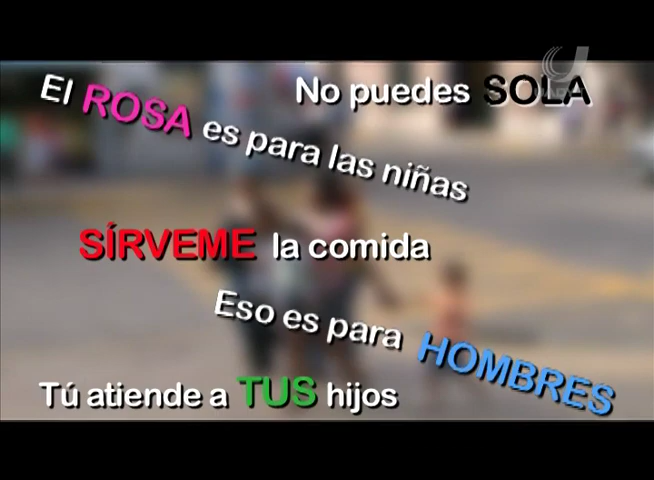 El ROSA es para las niñas
No puedes SOLA
SÍRVEME la comida
Eso es para HOMBRES
Tú atiende a TUS hijos